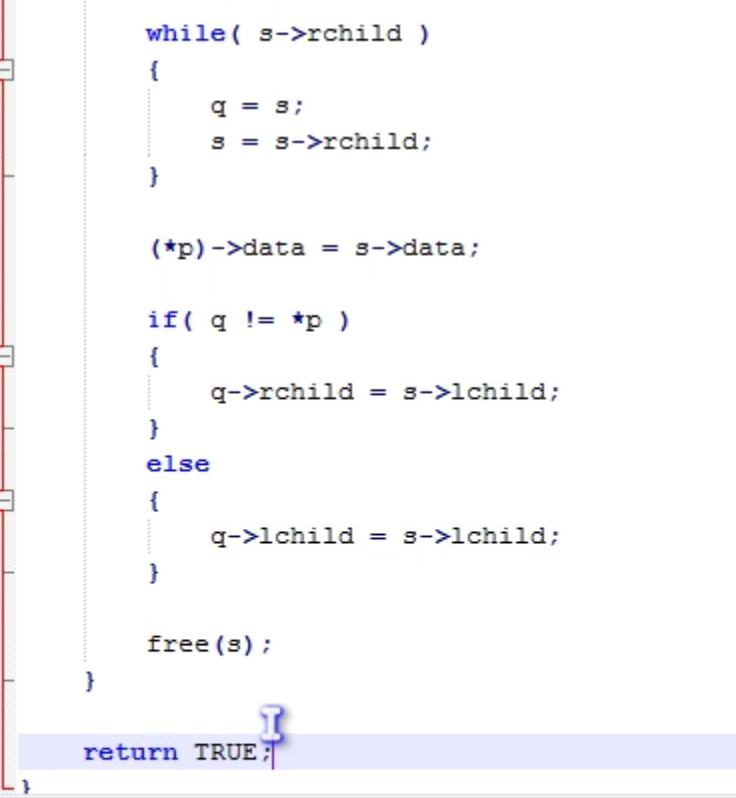 while( s->rchild )
{
q = s;
s = s->rchild;
}
(*p)->data = s->data;
if( q != *p )
{
q->rchild = s->lchild;
}
else
{
q->lchild = s->lchild;
}
free(s);
}
return TRUE;
}